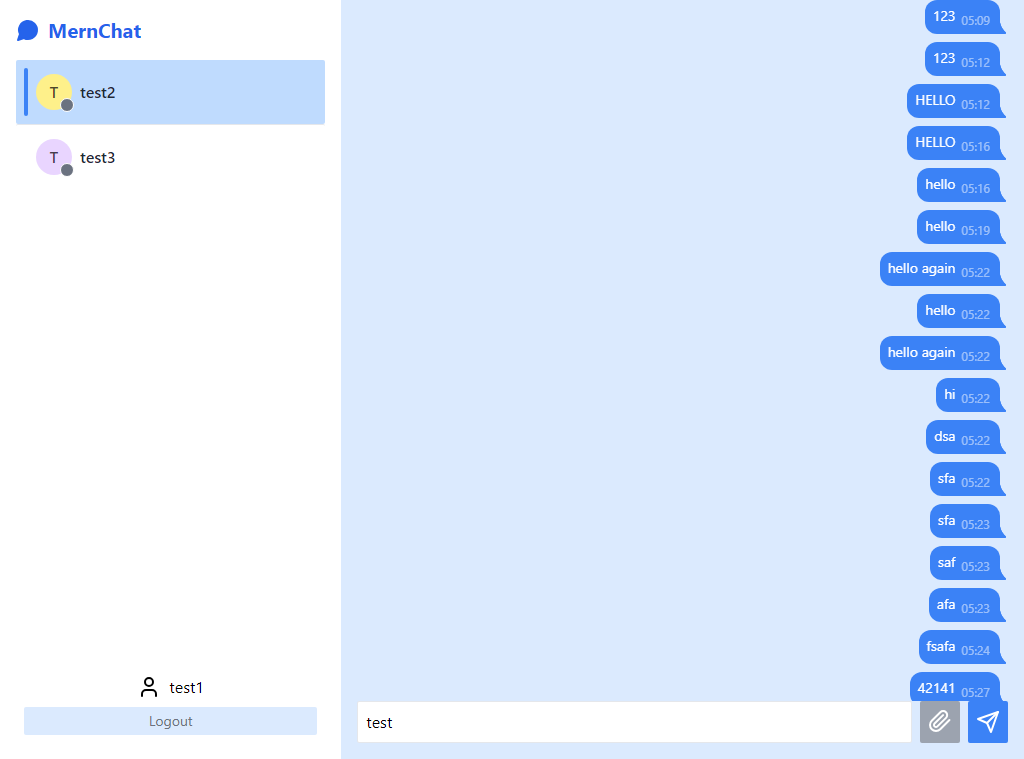 MernChat
T test2
T test3
test1
Logout
123 05:09
123 05:12
HELLO 05:12
HELLO 05:16
hello 05:16
hello 05:19
hello again 05:22
hello 05:22
hello again 05:22
hi 05:22
dsa 05:22
sfa 05:22
sfa 05:23
saf 05:23
afa 05:23
fsafa 05:24
42141 05:27
test